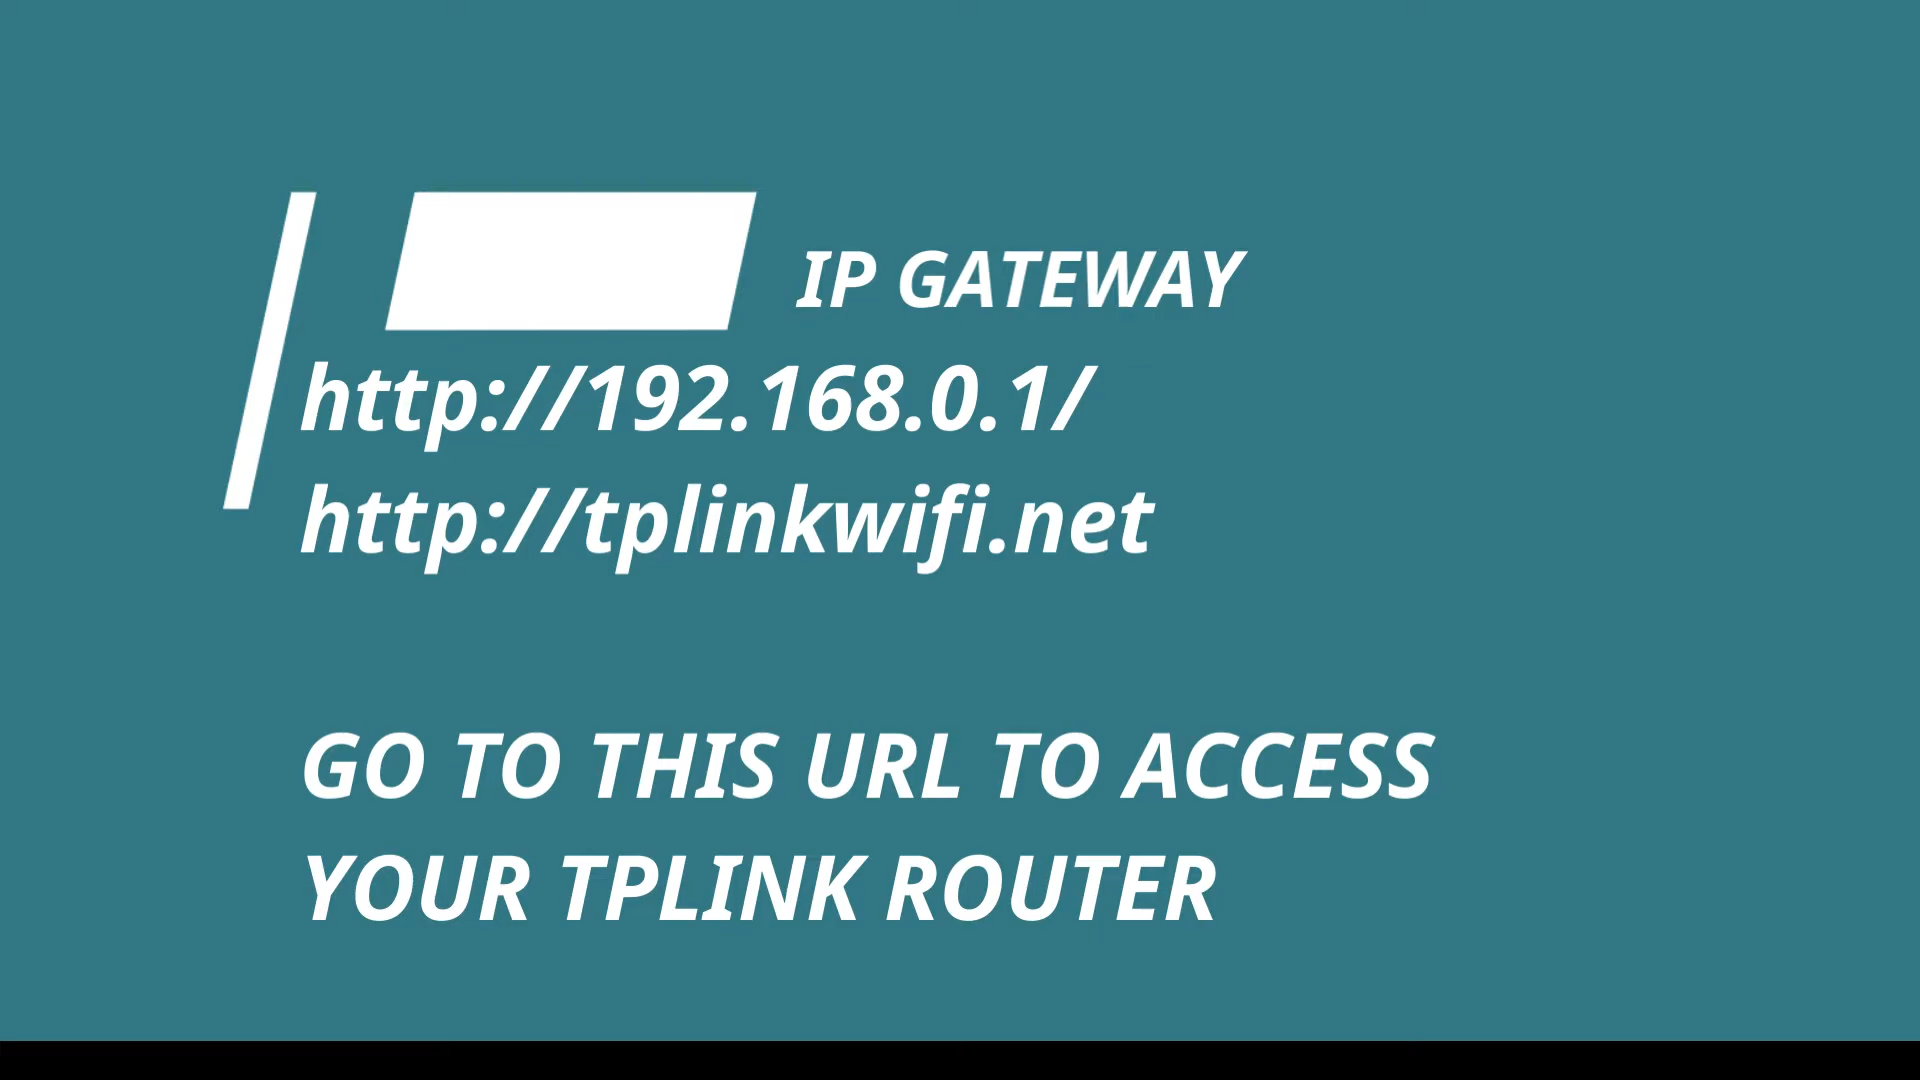 IP GATEWAY
http://192.168.0.1/
http://tplinkwifi.net
GO TO THIS URL TO ACCESS
YOUR TPLINK ROUTER